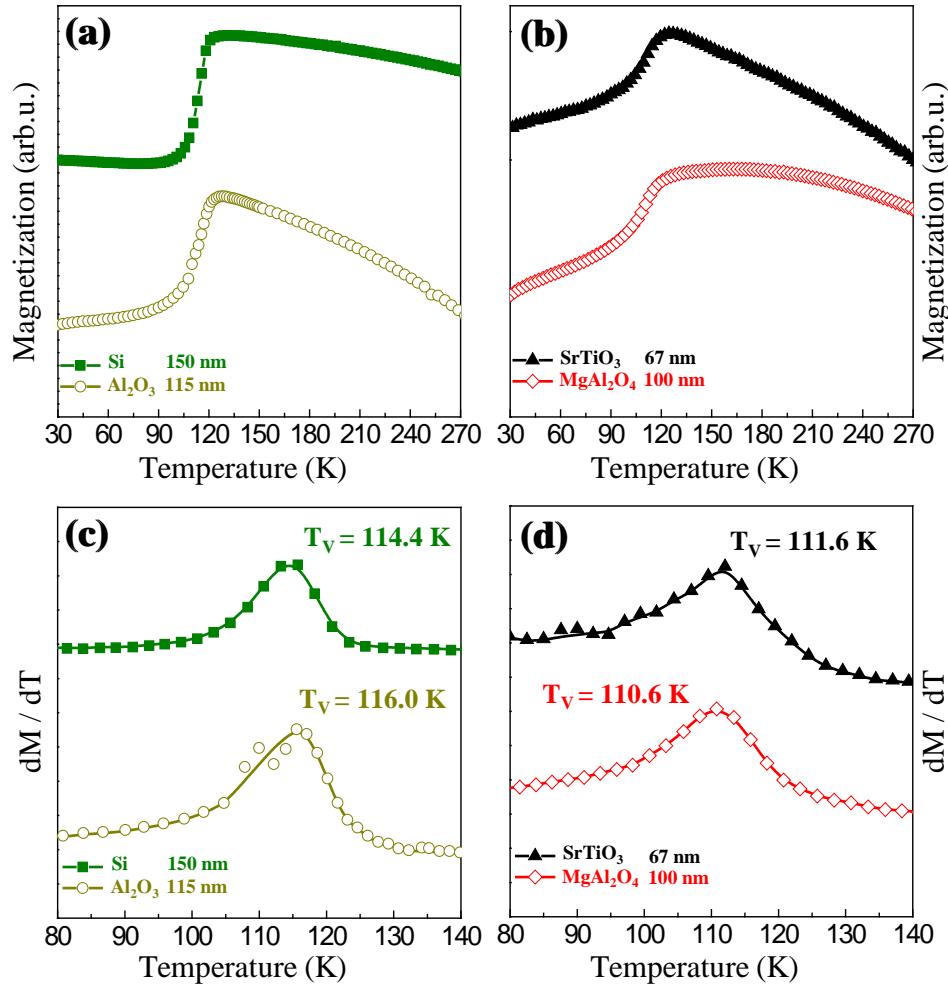 (a)
Magnetization (arb.u.)
Si 150 nm
Al₂O₃ 115 nm
30 60 90 120 150 180 210 240 270
Temperature (K)
(b)
Magnetization (arb.u.)
SrTiO₃ 67 nm
MgAl₂O₄ 100 nm
30 60 90 120 150 180 210 240 270
Temperature (K)
(c)
T_V = 114.4 K
T_V = 116.0 K
dM / dT
Si 150 nm
Al₂O₃ 115 nm
80 90 100 110 120 130 140
Temperature (K)
(d)
T_V = 111.6 K
T_V = 110.6 K
dM / dT
SrTiO₃ 67 nm
MgAl₂O₄ 100 nm
80 90 100 110 120 130 140
Temperature (K)